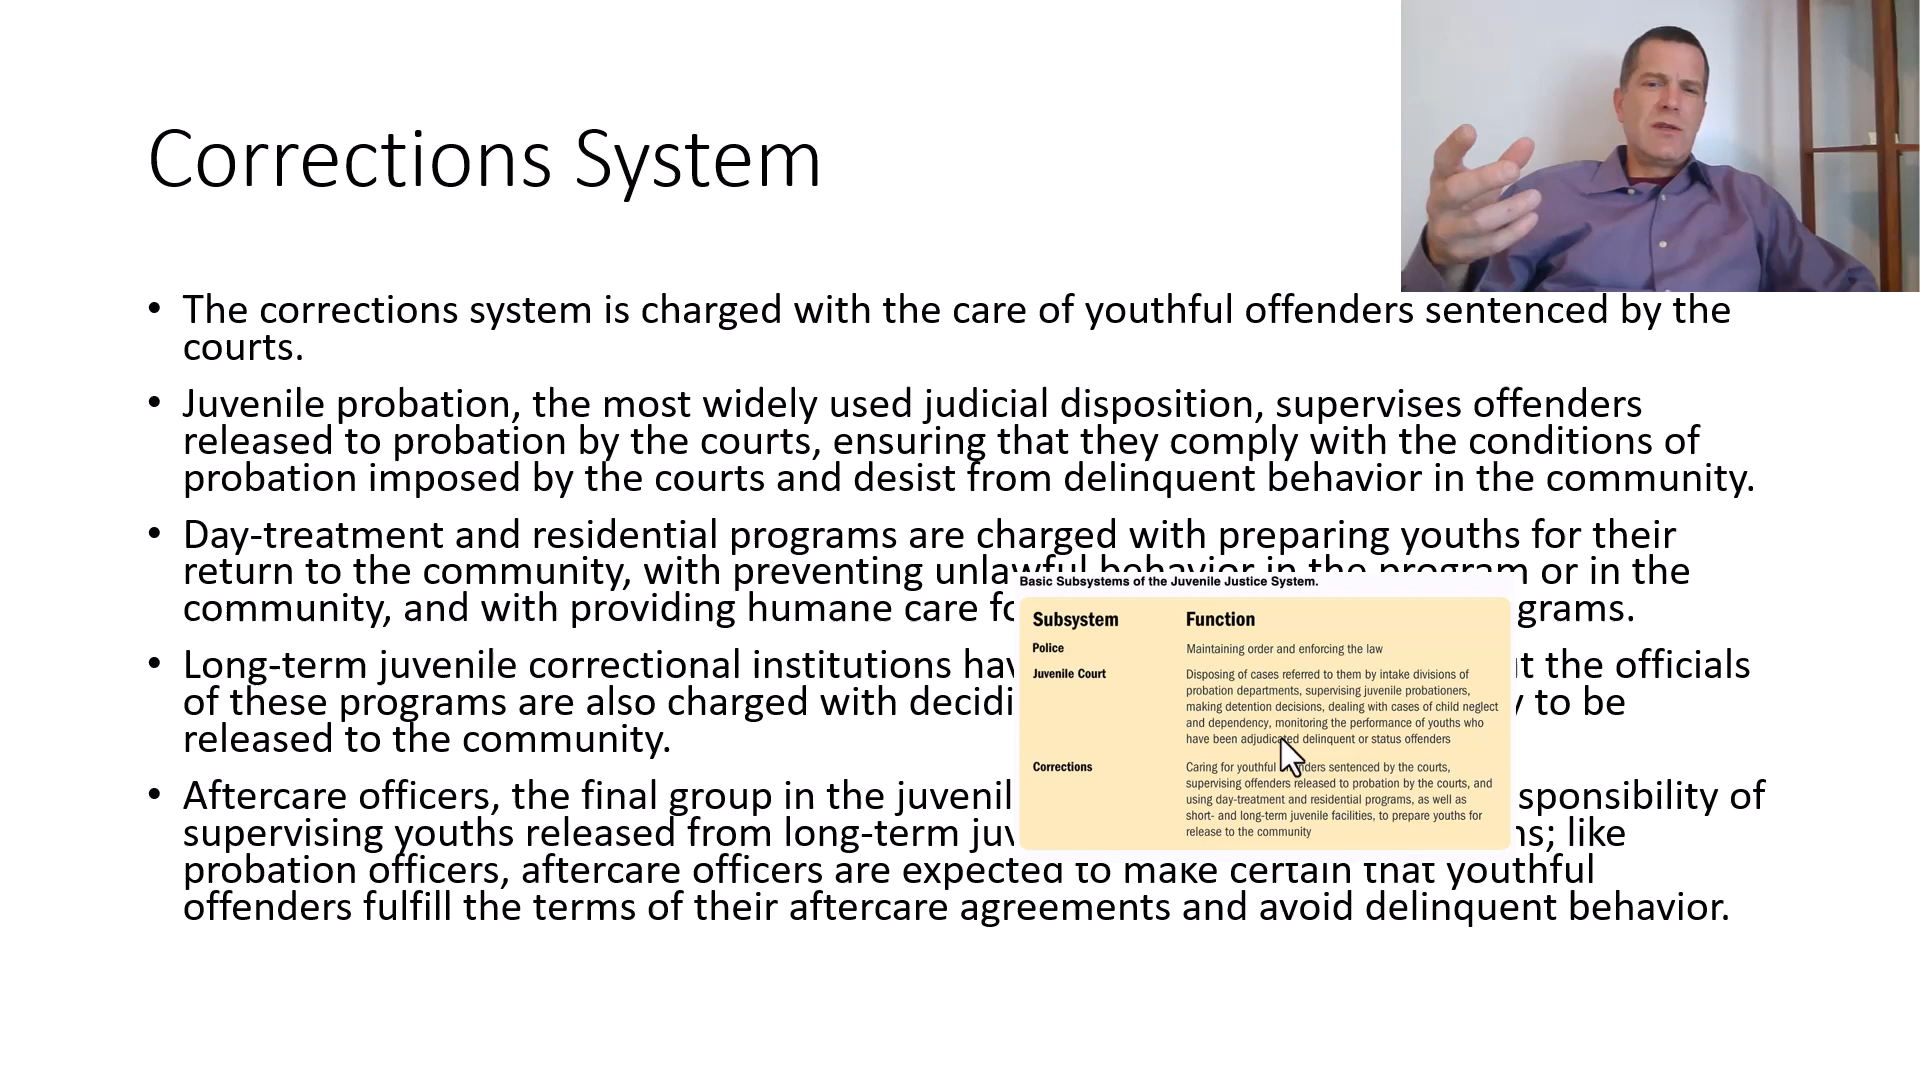 Corrections System
• The corrections system is charged with the care of youthful offenders sentenced by the
courts.
• Juvenile probation, the most widely used judicial disposition, supervises offenders
released to probation by the courts, ensuring that they comply with the conditions of
probation imposed by the courts and desist from delinquent behavior in the community.
• Day-treatment and residential programs are charged with preparing youths for their
return to the community, with preventing unlawful behavior in the program or in the
community, and with providing humane care
• Long-term juvenile correctional institutions the officials
of these programs are also charged with to be
released to the community.
• Aftercare officers, the final group in the of
supervising youths released from long-term like
probation officers, aftercare officers are expected to make certain that youthful
offenders fulfill the terms of their aftercare agreements and avoid delinquent behavior.
Basic Subsystems of the Juvenile Justice System.
Subsystem Function
Police Maintaining order and enforcing the law
Juvenile Court Disposing of cases referred to them by intake divisions of
probation departments, supervising juvenile probationers,
making detention decisions, dealing with cases of child neglect
and dependency, monitoring the performance of youths who
have been adjudicated delinquent or status offenders
Corrections Caring for youthful offenders sentenced by the courts,
supervising offenders released to probation by the courts, and
using day-treatment and residential programs, as well as
short- and long-term juvenile facilities, to prepare youths for
release to the community